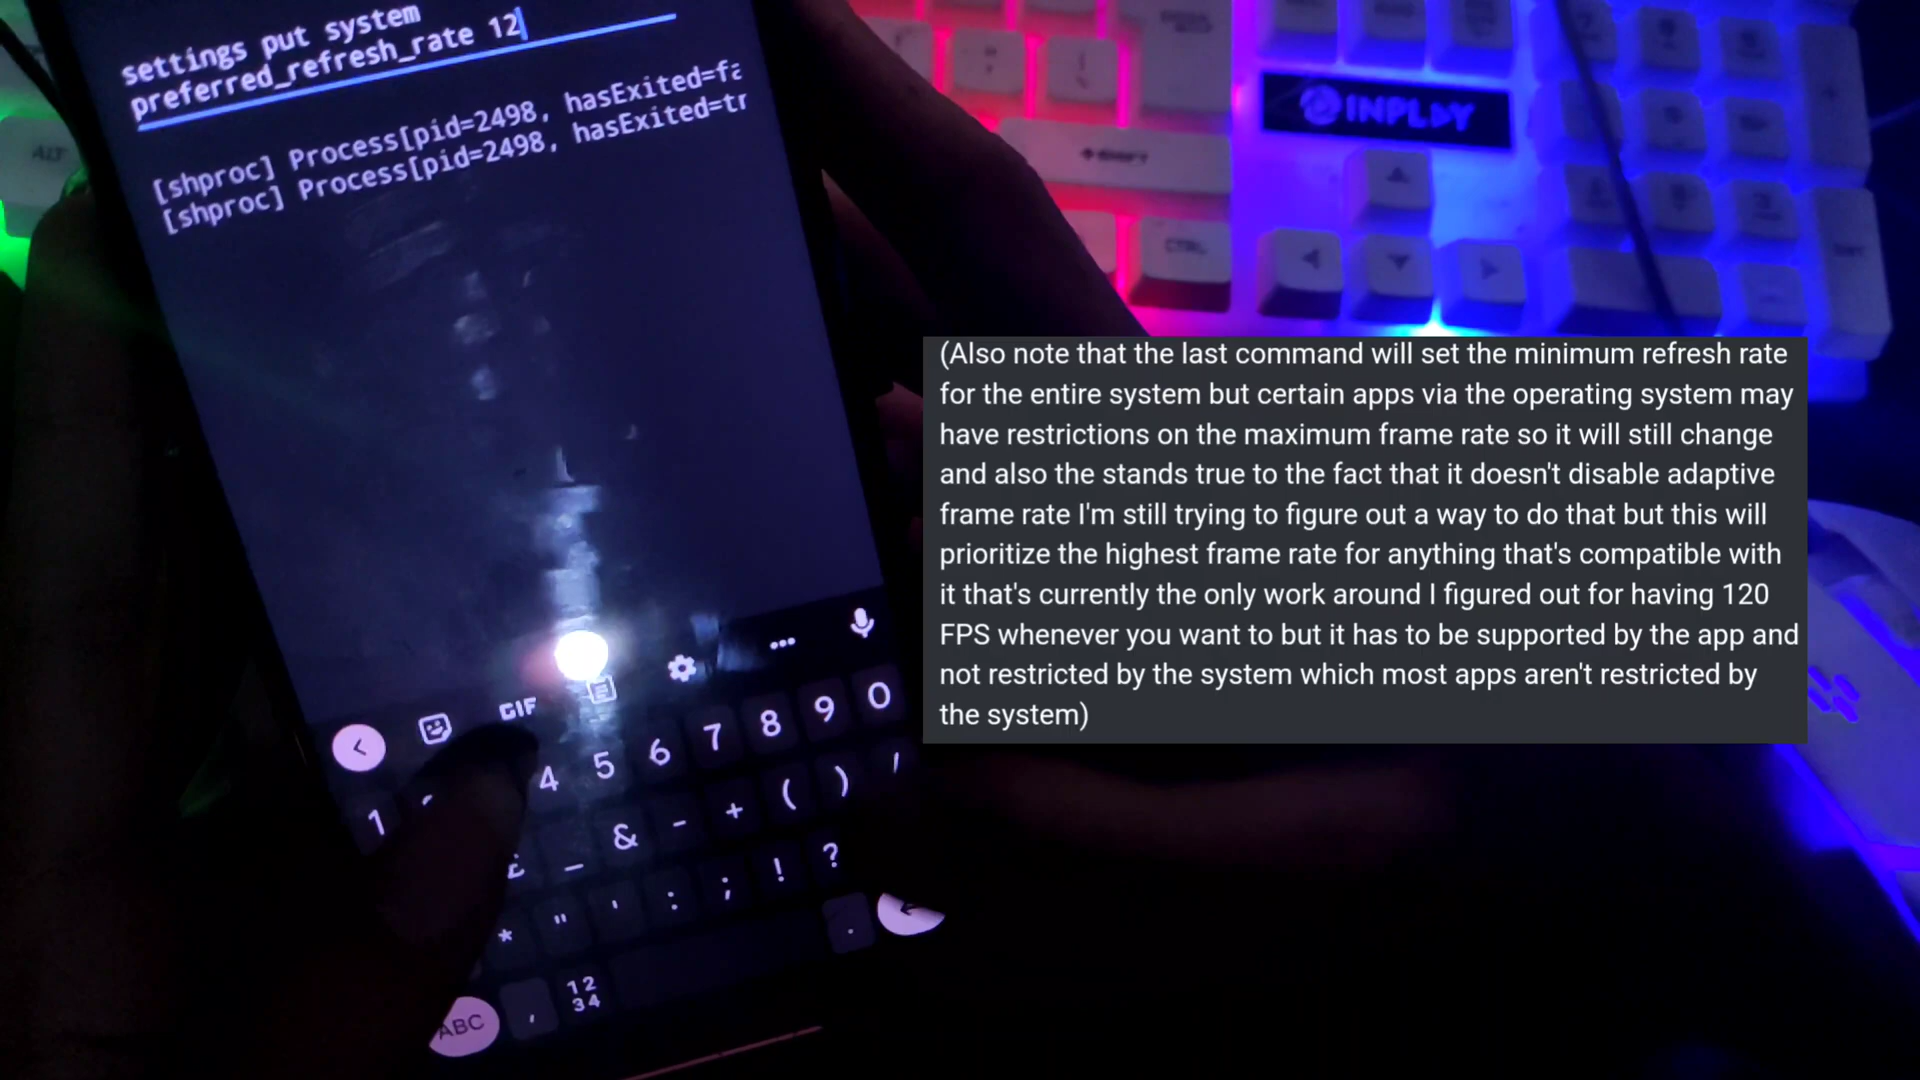 settings put system
preferred_refresh_rate 12
[shproc] Process[pid=2498, hasExited=fa
[shproc] Process[pid=2498, hasExited=tr
INPLAY
SHIFT
CTRL
ALT
(Also note that the last command will set the minimum refresh rate
for the entire system but certain apps via the operating system may
have restrictions on the maximum frame rate so it will still change
and also the stands true to the fact that it doesn't disable adaptive
frame rate I'm still trying to figure out a way to do that but this will
prioritize the highest frame rate for anything that's compatible with
it that's currently the only work around I figured out for having 120
FPS whenever you want to but it has to be supported by the app and
not restricted by the system which most apps aren't restricted by
the system)
GIF
1 4 5 6 7 8 9 0
_ & - + ( ) /
* " ' : ; ! ?
ABC , 12 .
34